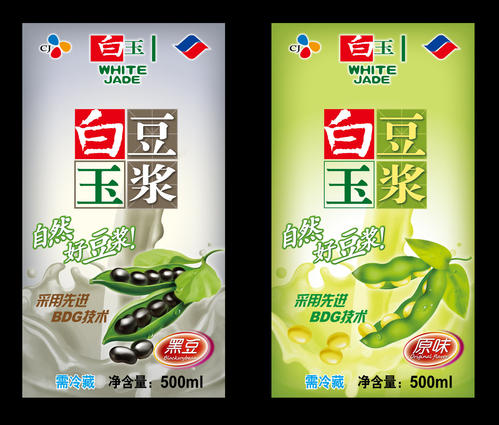 CJ
白玉
WHITE
JADE
白玉
豆浆
自然
好豆浆!
采用先进
BDG技术
黑豆
Blackcorybean
需冷藏 净含量: 500ml
CJ
白玉
WHITE
JADE
白玉
豆浆
自然
好豆浆!
采用先进
BDG技术
原味
Original flavor
需冷藏 净含量: 500ml